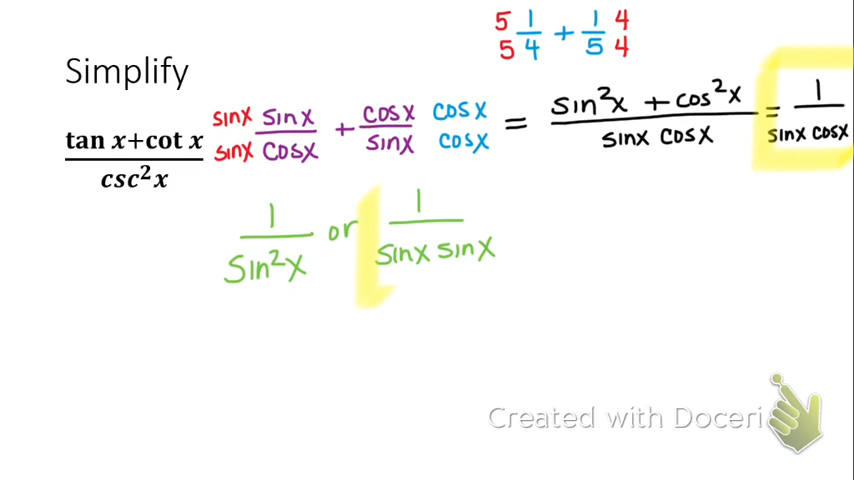 5 1/4 + 1/5 4
5 4
Simplify
tan x+cot x / csc²x
sinx sinx / sinx cosx + cosx cosx / sinx cosx = sin²x + cos²x / sinx cosx = 1 / sinx cosx
1 / sin²x or 1 / sinx sinx
Created with Doceri